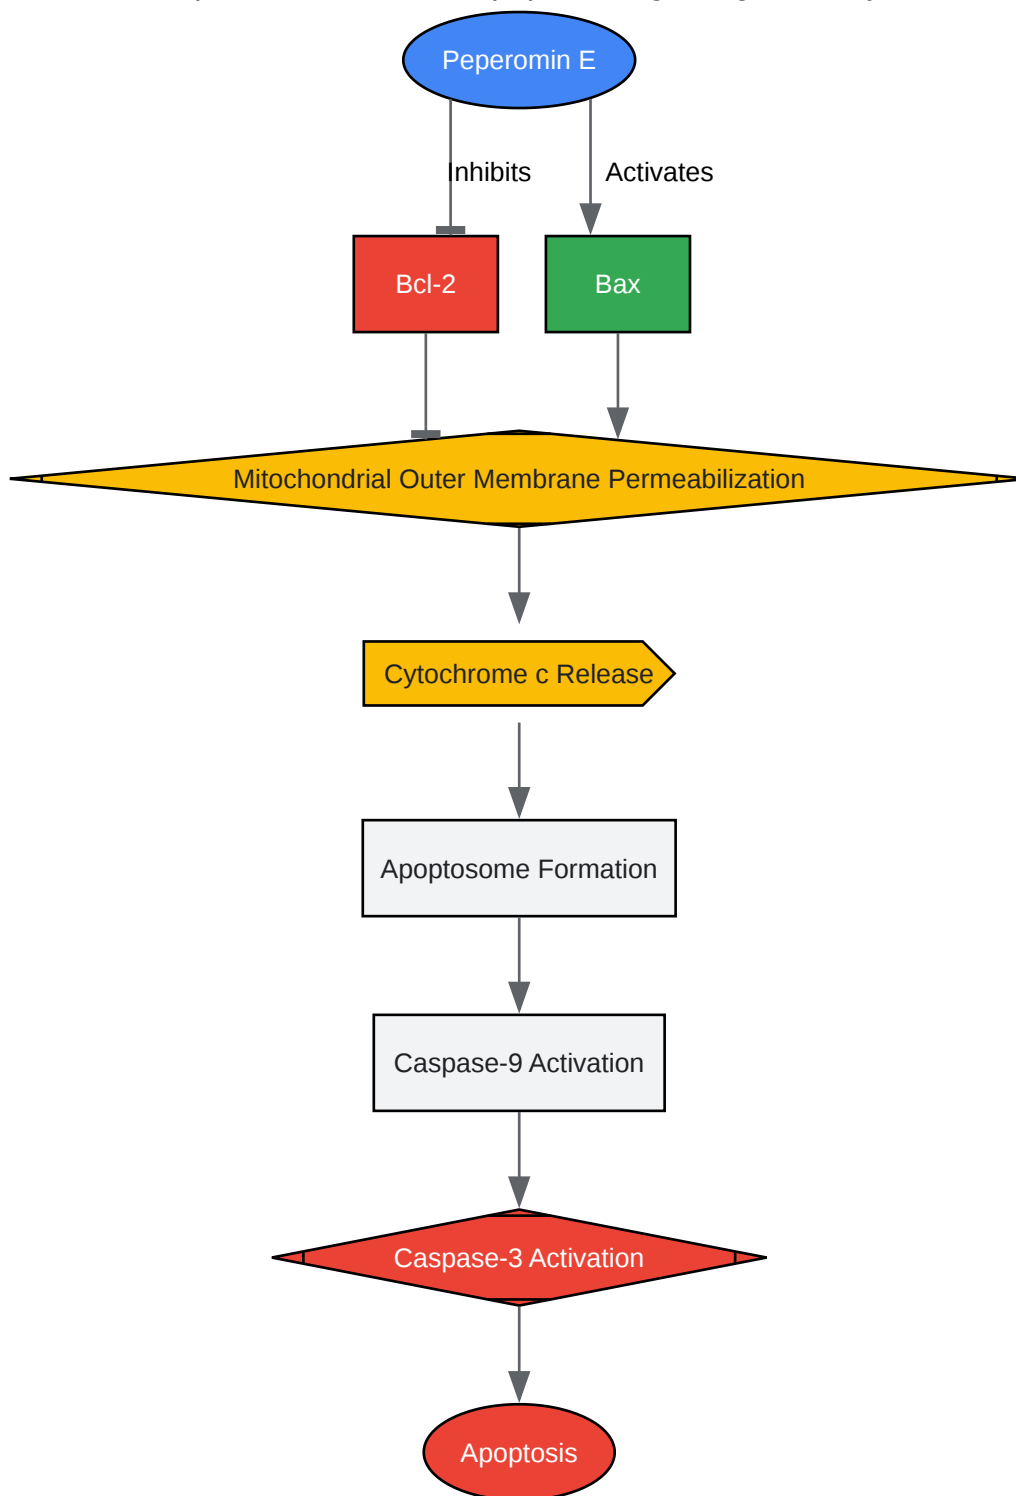 Peperomin E
Inhibits
Activates
Bcl-2
Bax
Mitochondrial Outer Membrane Permeabilization
Cytochrome c Release
Apoptosome Formation
Caspase-9 Activation
Caspase-3 Activation
Apoptosis